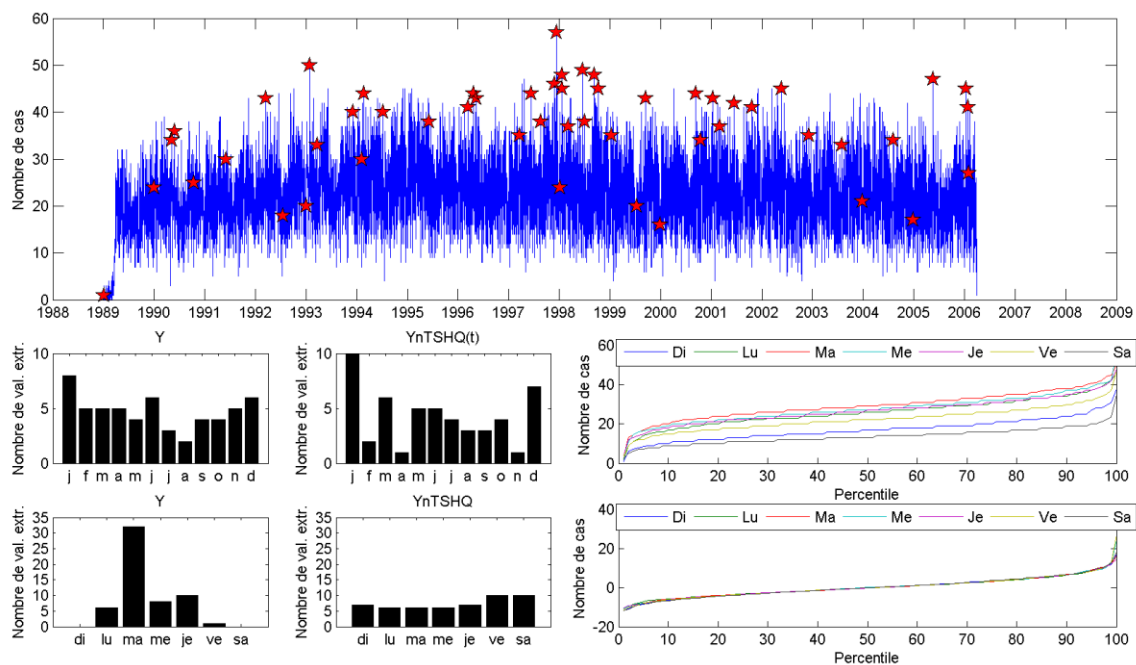 60
50
40
30
20
10
0
Nombre de cas
1988 1989 1990 1991 1992 1993 1994 1995 1996 1997 1998 1999 2000 2001 2002 2003 2004 2005 2006 2007 2008 2009
Y
10
5
0
Nombre de val. extr.
j f m a m j j a s o n d
YnTSHQ(t)
10
5
0
Nombre de val. extr.
j f m a m j j a s o n d
60
40
20
0
Nombre de cas
Di Lu Ma Me Je Ve Sa
0 10 20 30 40 50 60 70 80 90 100
Percentile
Y
35
30
25
20
15
10
5
0
Nombre de val. extr.
di lu ma me je ve sa
YnTSHQ
35
30
25
20
15
10
5
0
Nombre de val. extr.
di lu ma me je ve sa
40
20
0
-20
Nombre de cas
Di Lu Ma Me Je Ve Sa
0 10 20 30 40 50 60 70 80 90 100
Percentile